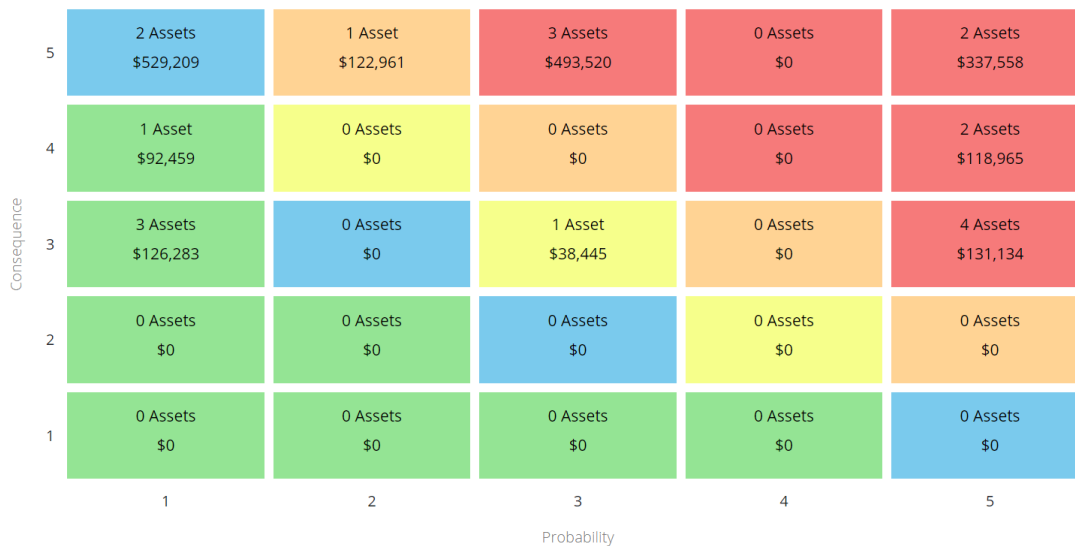 5
2 Assets
$529,209
1 Asset
$122,961
3 Assets
$493,520
0 Assets
$0
2 Assets
$337,558
4
1 Asset
$92,459
0 Assets
$0
0 Assets
$0
0 Assets
$0
2 Assets
$118,965
Consequence
3
3 Assets
$126,283
0 Assets
$0
1 Asset
$38,445
0 Assets
$0
4 Assets
$131,134
2
0 Assets
$0
0 Assets
$0
0 Assets
$0
0 Assets
$0
0 Assets
$0
1
0 Assets
$0
0 Assets
$0
0 Assets
$0
0 Assets
$0
0 Assets
$0
1
2
3
4
5
Probability